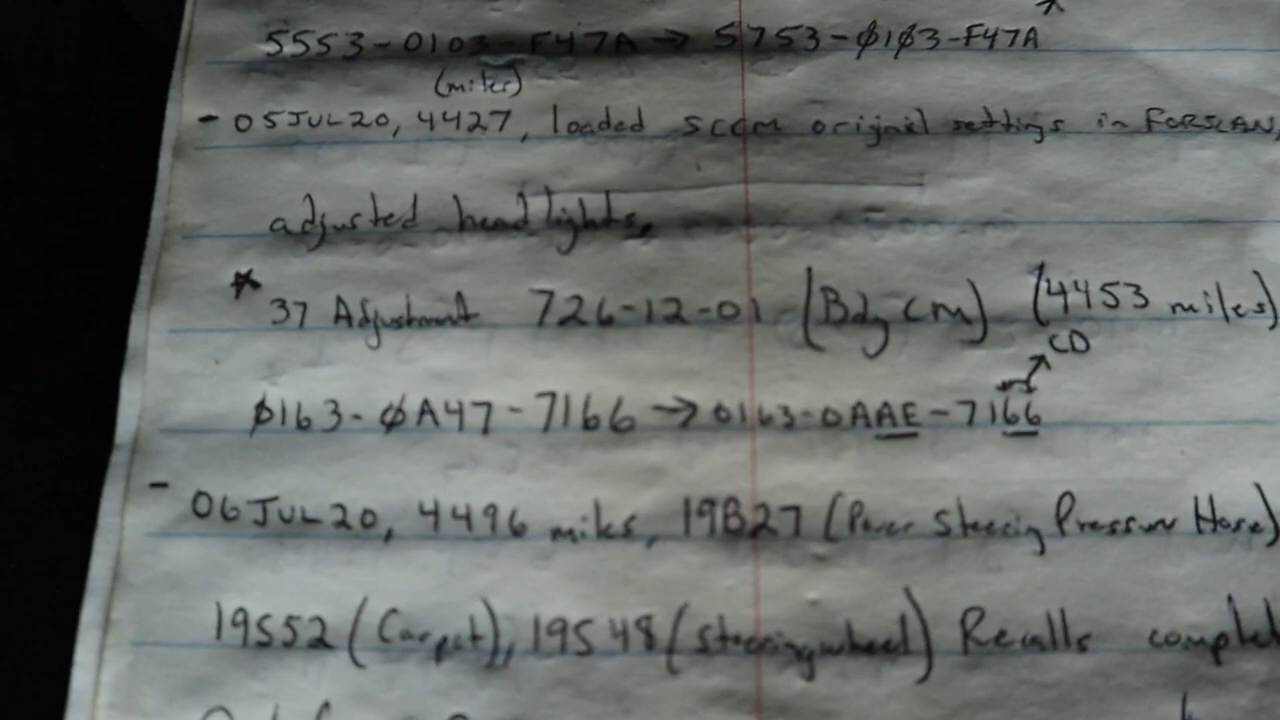 5553-0103-F47A → 5753-Ø1Ø3-F47A
(miles)
- 05JUL20, 4427, loaded SCCM original settings in FORSCAN,
adjusted headlights.
* 37 Adjustment 726-12-01 (Bdy CM) (4453 miles)
CD
Ø163-ØA47-7166 → 0163-0AAE-7166
- 06JUL20, 4496 miles, 19B27 (Power Steering Pressure Hose)
19S52 (Carpet), 19S48 (Steering wheel) Recalls complet